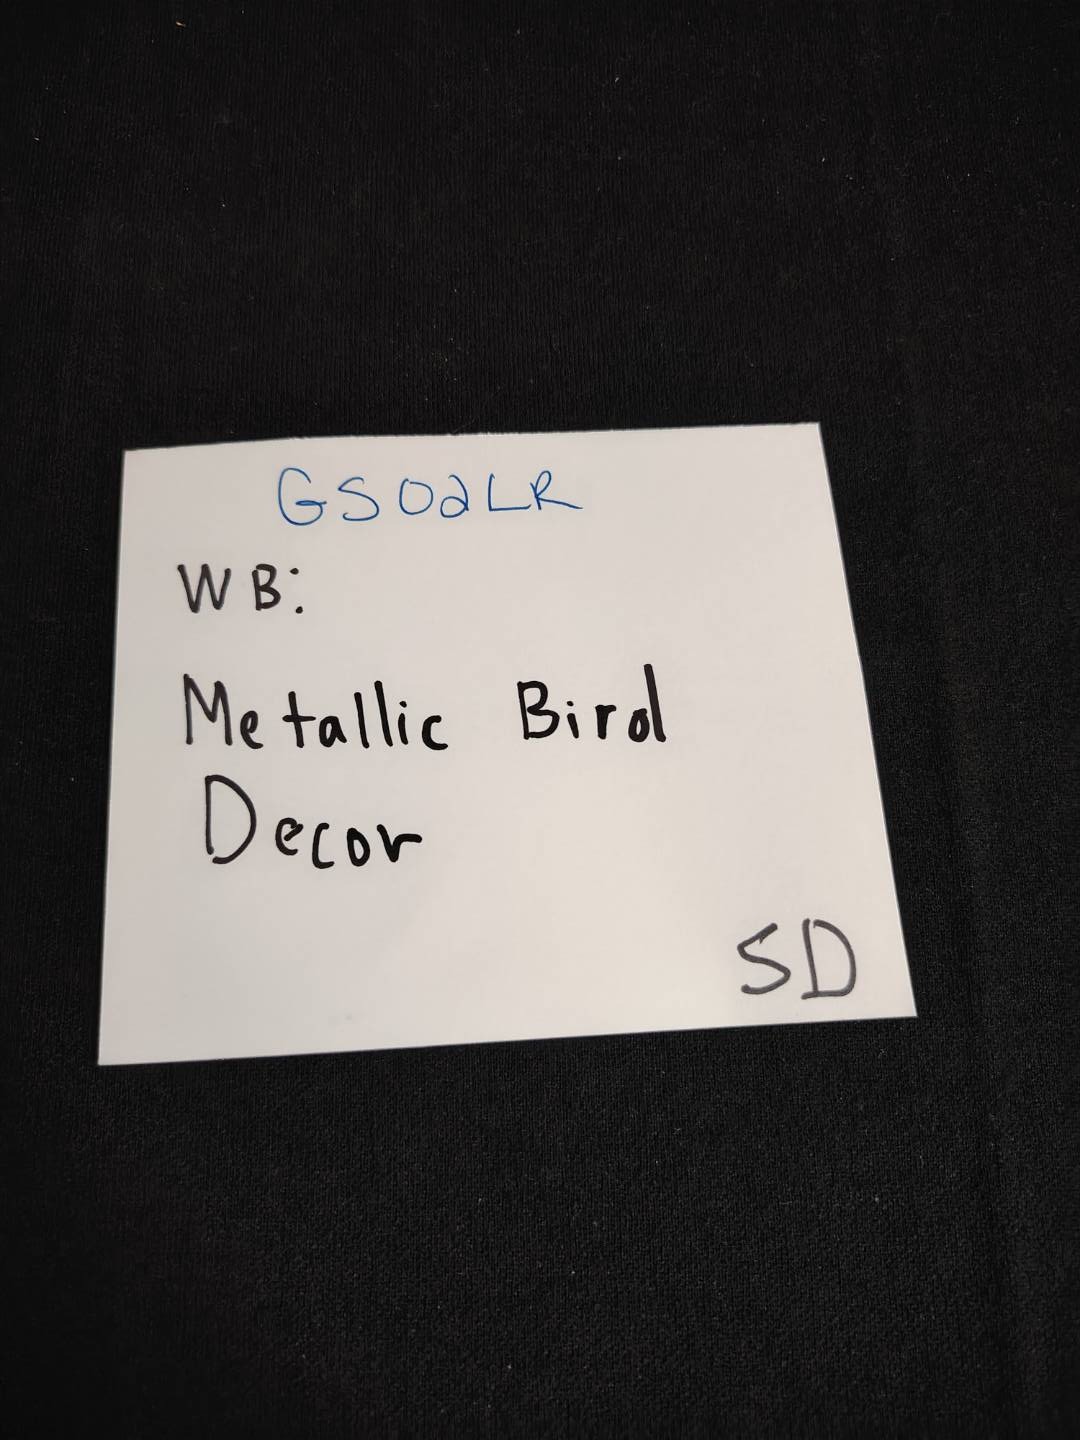 GS02LR
WB:
Metallic Bird
Decor
SD